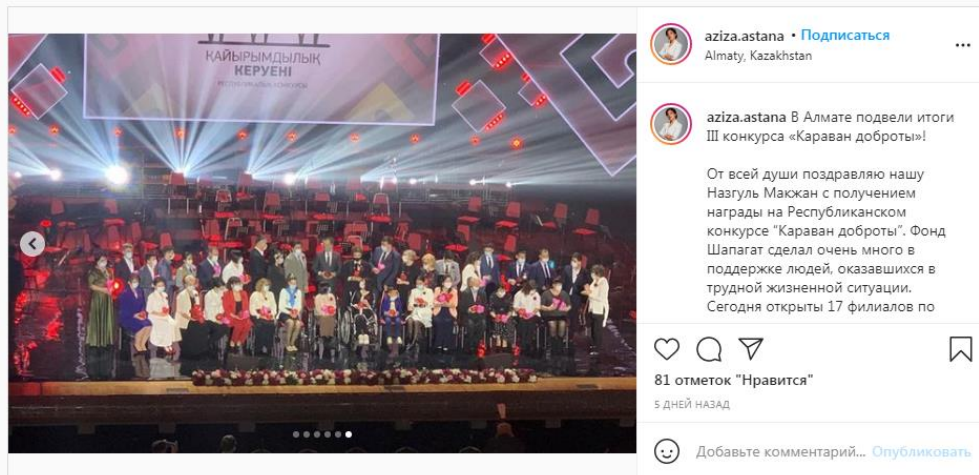 ҚАЙЫРЫМДЫЛЫҚ
КЕРУЕНІ
РЕСПУБЛИКАЛЫҚ КОНКУРСЫ
aziza.astana • Подписаться
Almaty, Kazakhstan
aziza.astana В Алмате подвели итоги
III конкурса «Караван доброты»!
От всей души поздравляю нашу
Назгуль Макжан с получением
награды на Республиканском
конкурсе "Караван доброты". Фонд
Шапагат сделал очень много в
поддержке людей, оказавшихся в
трудной жизненной ситуации.
Сегодня открыты 17 филиалов по
81 отметок "Нравится"
5 ДНЕЙ НАЗАД
Добавьте комментарий... Опубликовать